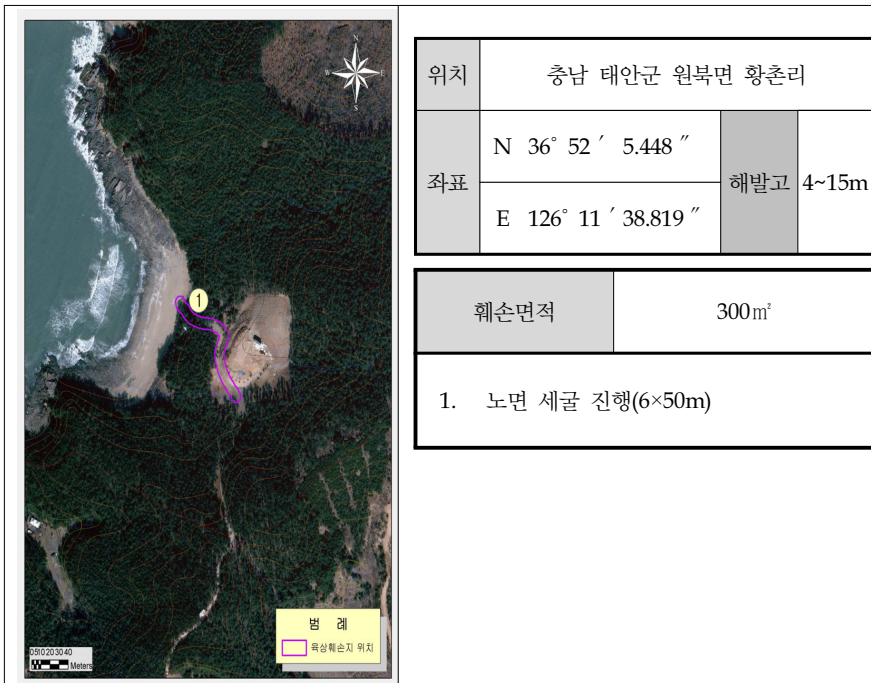 N
W E
S
1
범 례
육상훼손지 위치
0510203040
Meters
위치 충남 태안군 원북면 황촌리
좌표 N 36° 52′ 5.448″ 해발고 4~15m
E 126° 11′ 38.819″
훼손면적 300㎡
1. 노면 세굴 진행(6×50m)